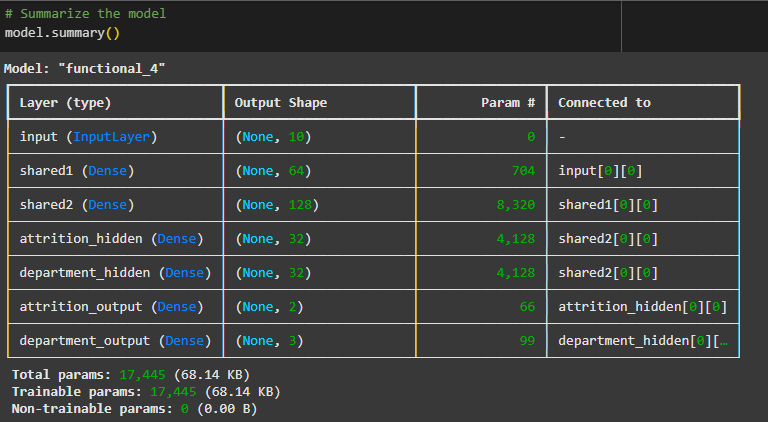 # Summarize the model
model.summary()
Model: "functional_4"
Layer (type) Output Shape Param # Connected to
input (InputLayer) (None, 10) 0 -
shared1 (Dense) (None, 64) 704 input[0][0]
shared2 (Dense) (None, 128) 8,320 shared1[0][0]
attrition_hidden (Dense) (None, 32) 4,128 shared2[0][0]
department_hidden (Dense) (None, 32) 4,128 shared2[0][0]
attrition_output (Dense) (None, 2) 66 attrition_hidden[0][0]
department_output (Dense) (None, 3) 99 department_hidden[0][…
Total params: 17,445 (68.14 KB)
Trainable params: 17,445 (68.14 KB)
Non-trainable params: 0 (0.00 B)